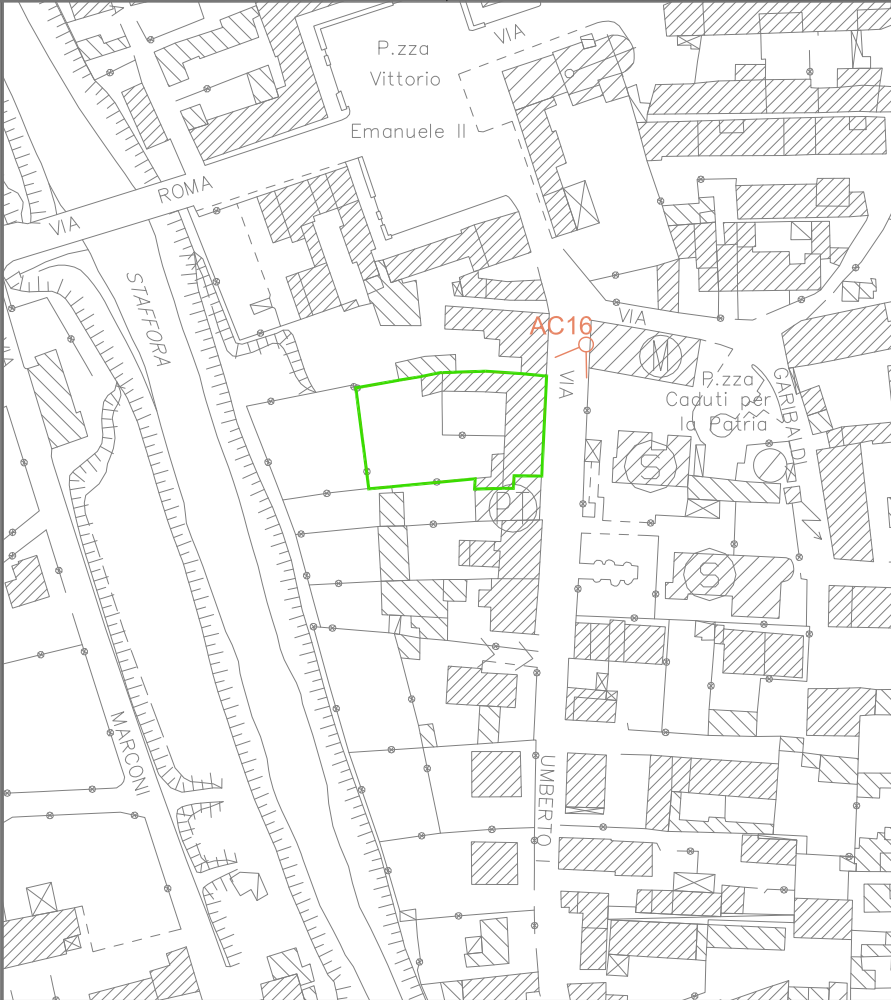 P.zza
Vittorio
Emanuele II
VIA
VIA
ROMA
STAFFORA
AC16
VIA
M
VIA
P.zza
Caduti per
la Patria
GARIBALDI
S
PT
S
MARCONI
UMBERTO I